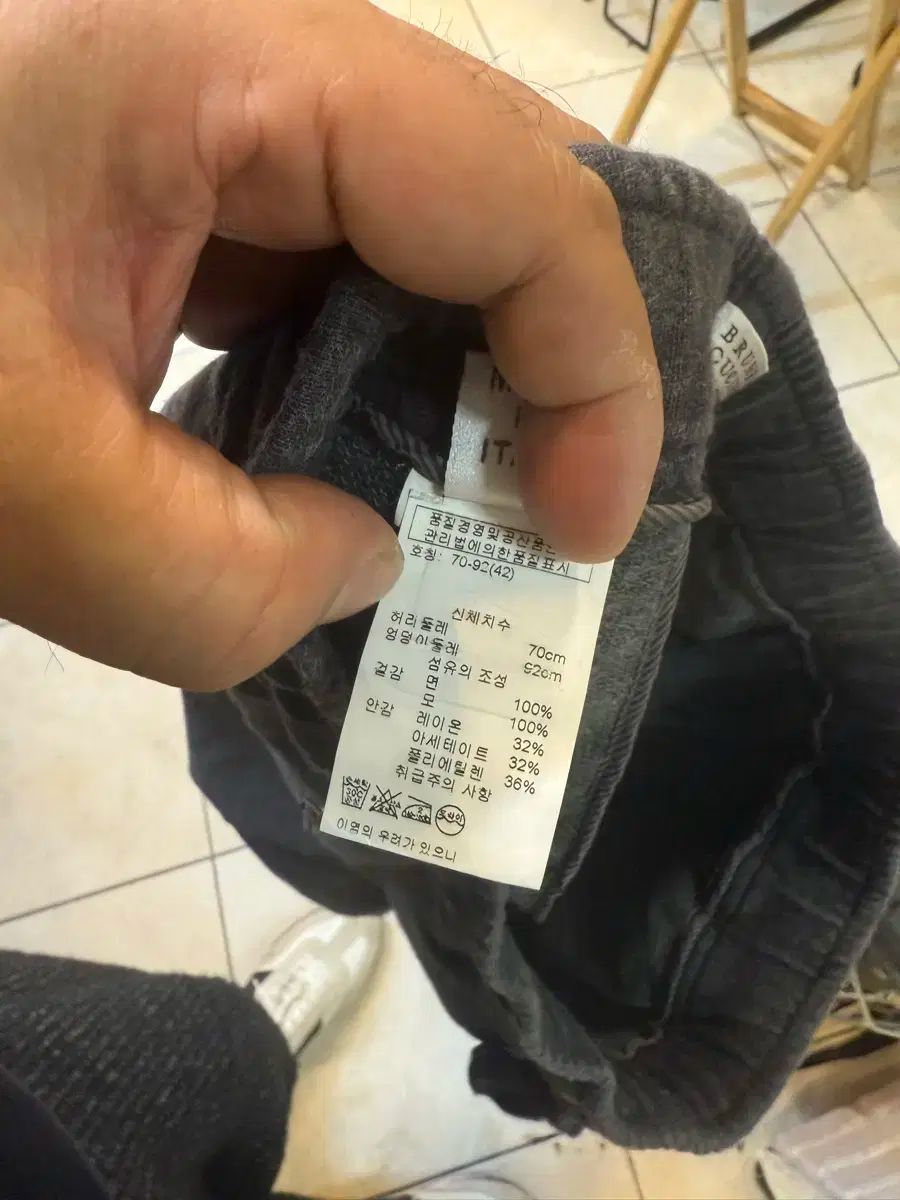 BRU
CUC
ITA
품질경영및공산품
관리법에의한품질표시
호칭: 70-92(42)
신체치수
허리둘레 70cm
엉덩이둘레 92cm
섬유의 조성
겉감 면 100%
모 100%
안감 레이온 32%
아세테이트 32%
폴리에틸렌 36%
취급주의 사항
이염의 우려가 있으니